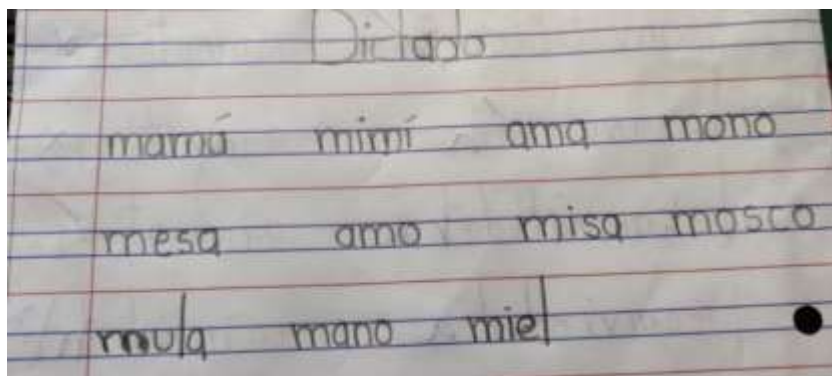 Dictado
mamá mimí ama mono
mesa amo misa mosco
mula mano miel